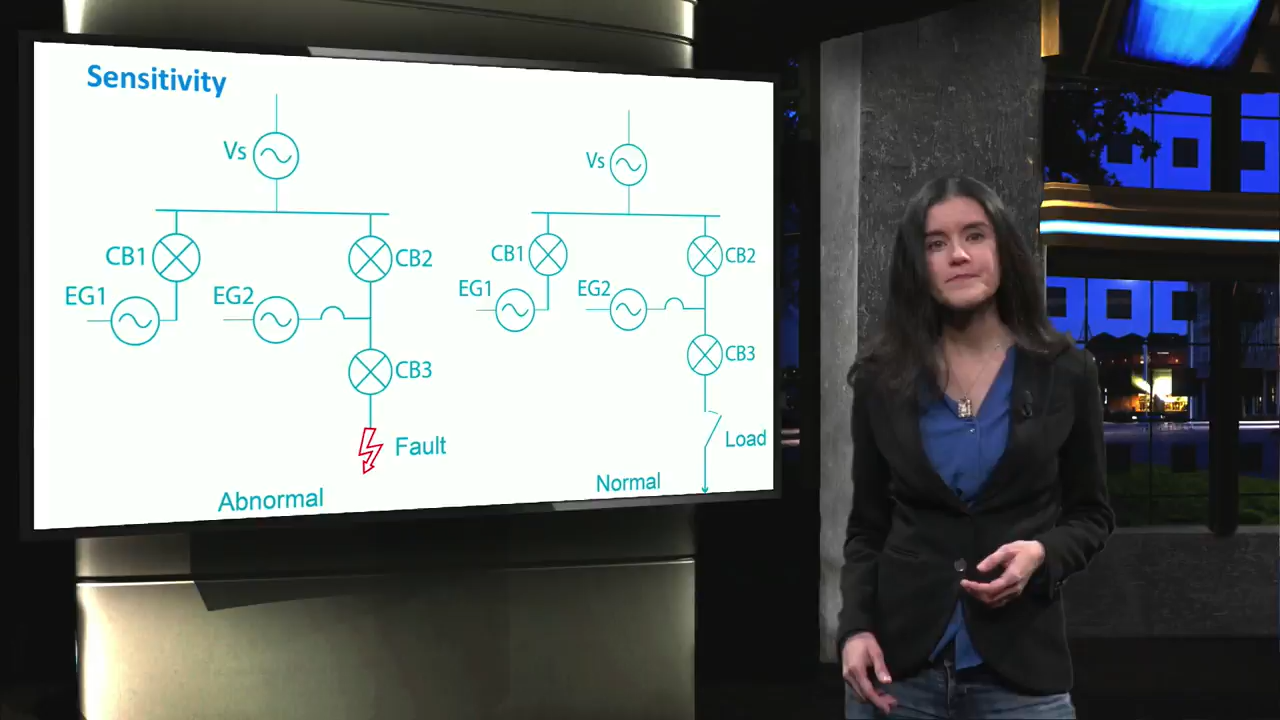 Sensitivity
Vs
CB1
CB2
EG1
EG2
CB3
Fault
Abnormal
Vs
CB1
CB2
EG1
EG2
CB3
Load
Normal